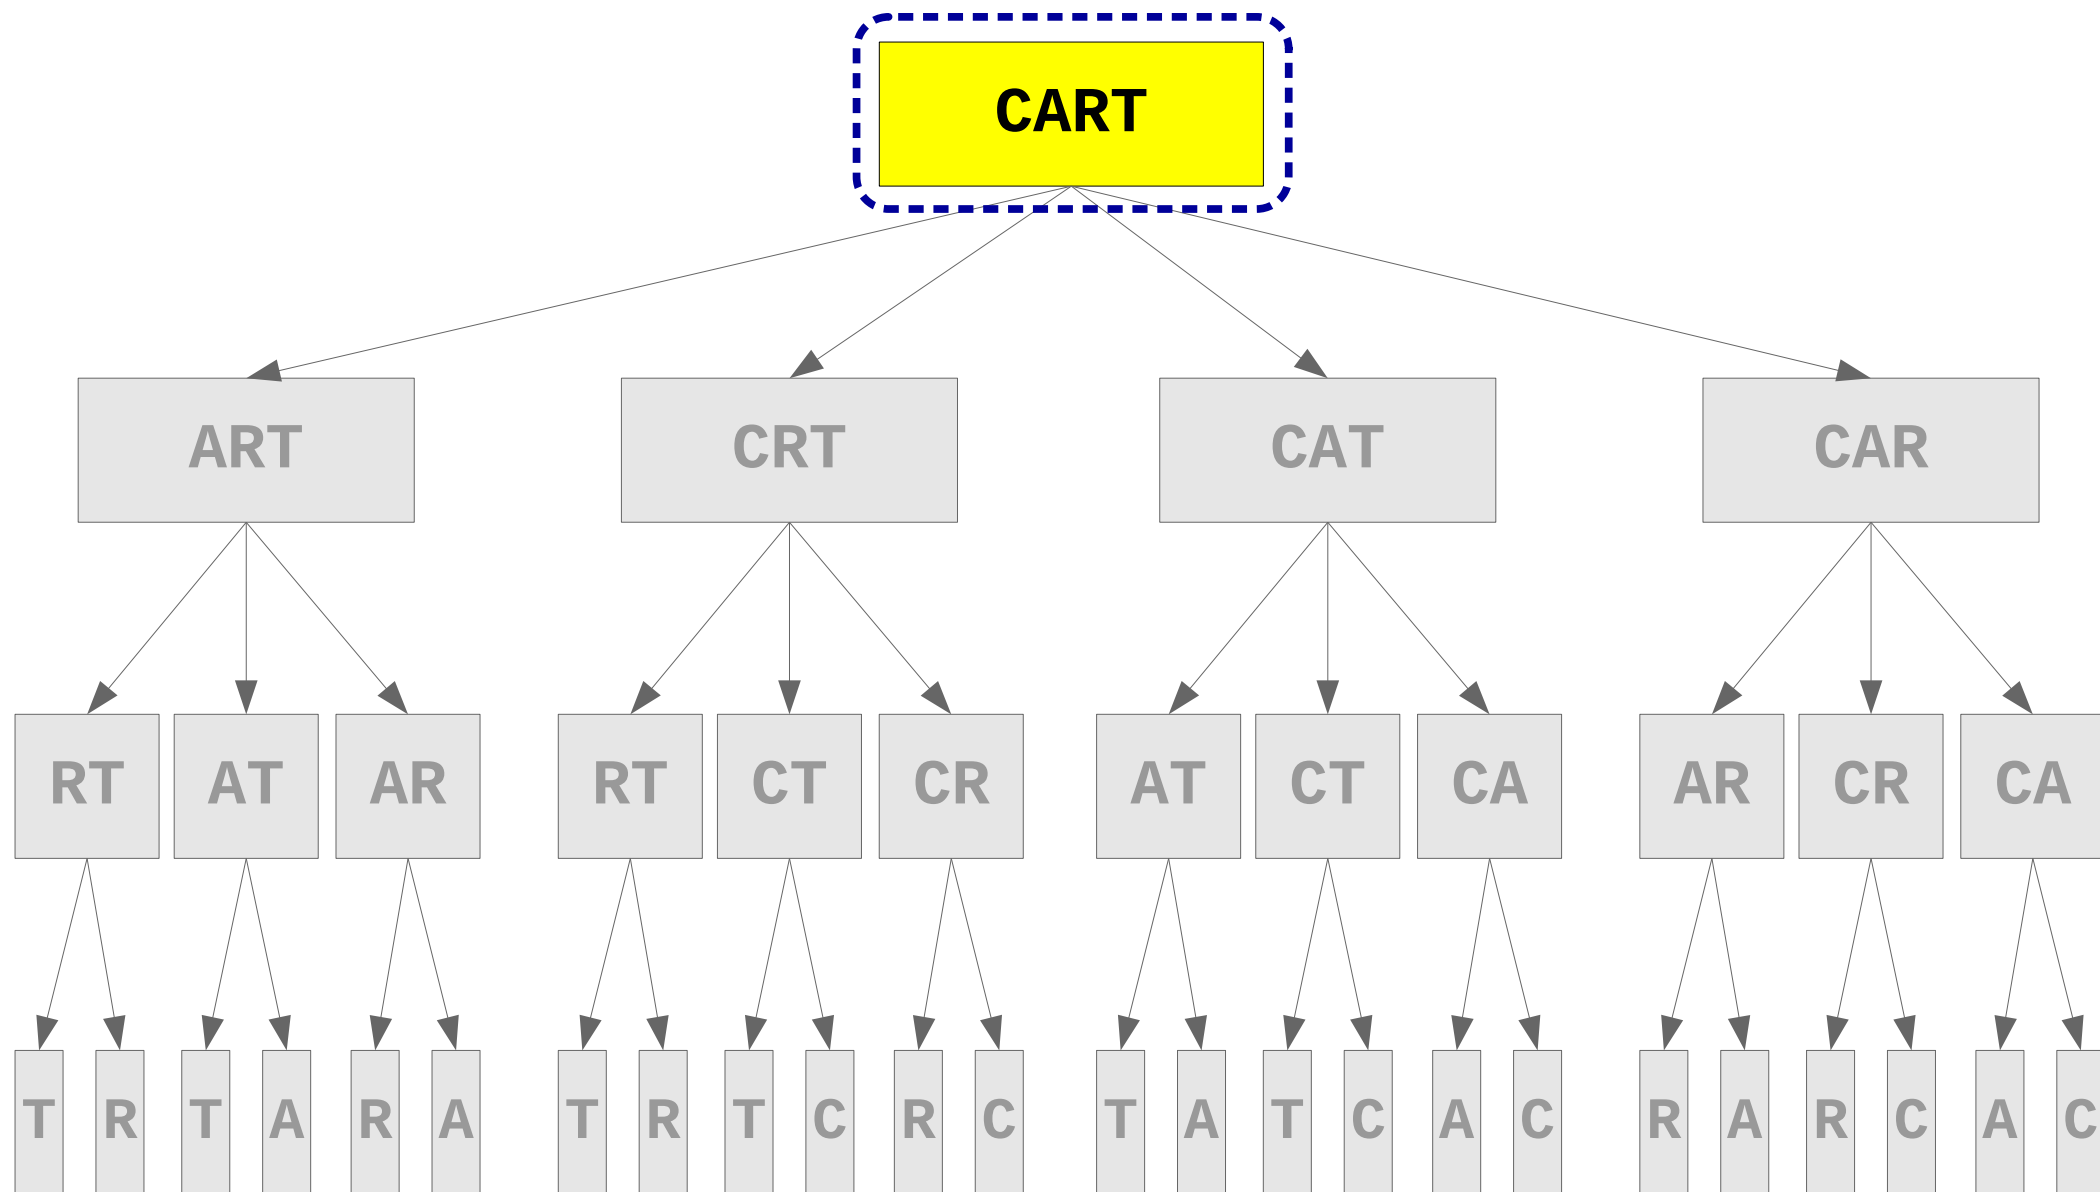 CART
ART CRT CAT CAR
RT AT AR RT CT CR AT CT CA AR CR CA
T R T A R A T R T C R C T A T C A C R A R C A C